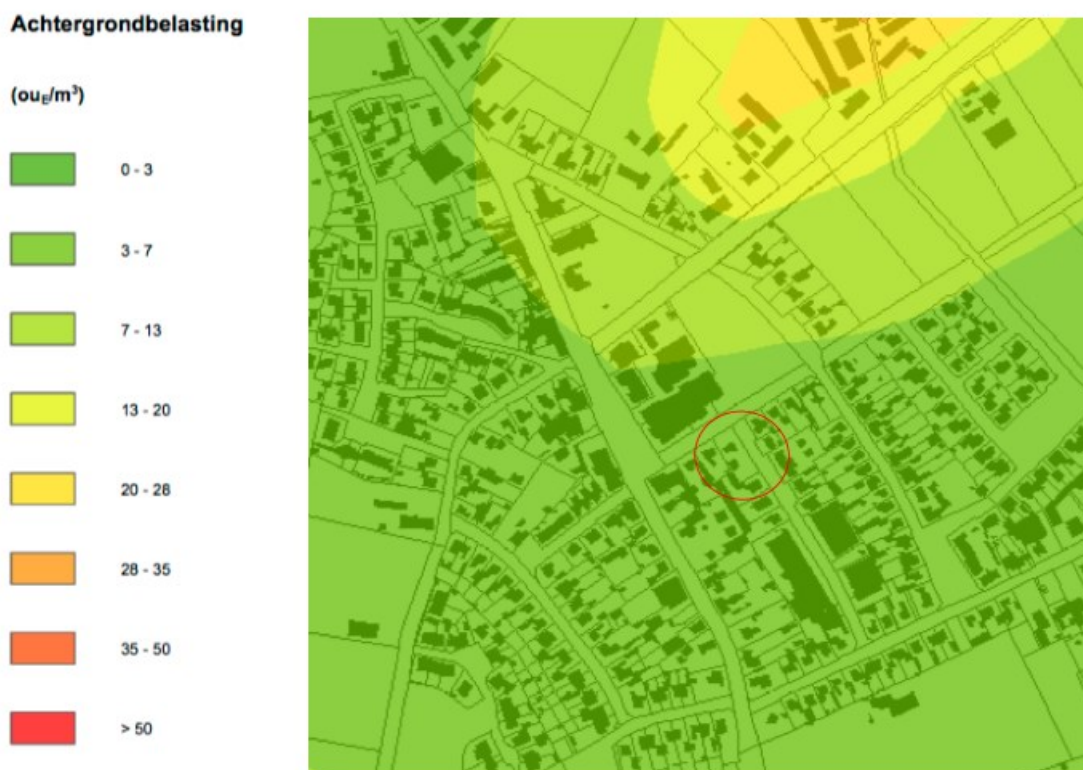 Achtergrondbelasting
(ouE/m³)
0 - 3
3 - 7
7 - 13
13 - 20
20 - 28
28 - 35
35 - 50
> 50